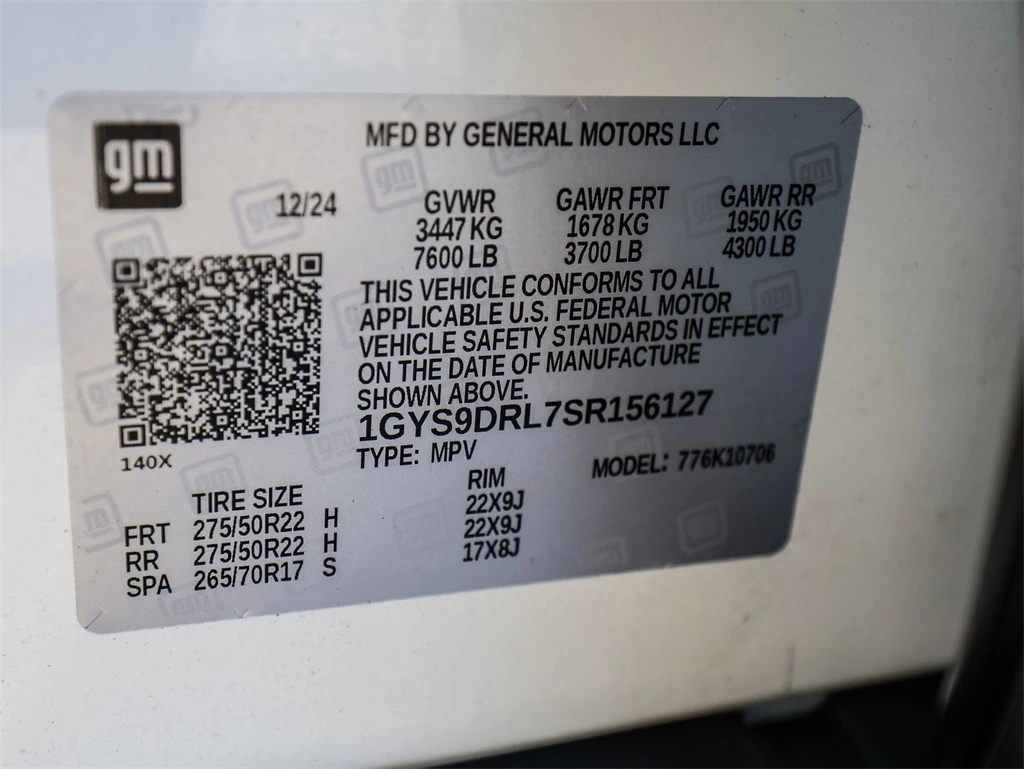 gm
MFD BY GENERAL MOTORS LLC
12/24
GVWR GAWR FRT GAWR RR
3447 KG 1678 KG 1950 KG
7600 LB 3700 LB 4300 LB
THIS VEHICLE CONFORMS TO ALL
APPLICABLE U.S. FEDERAL MOTOR
VEHICLE SAFETY STANDARDS IN EFFECT
ON THE DATE OF MANUFACTURE
SHOWN ABOVE.
1GYS9DRL7SR156127
TYPE: MPV MODEL: 776K10706
140X
TIRE SIZE RIM
FRT 275/50R22 H 22X9J
RR 275/50R22 H 22X9J
SPA 265/70R17 S 17X8J